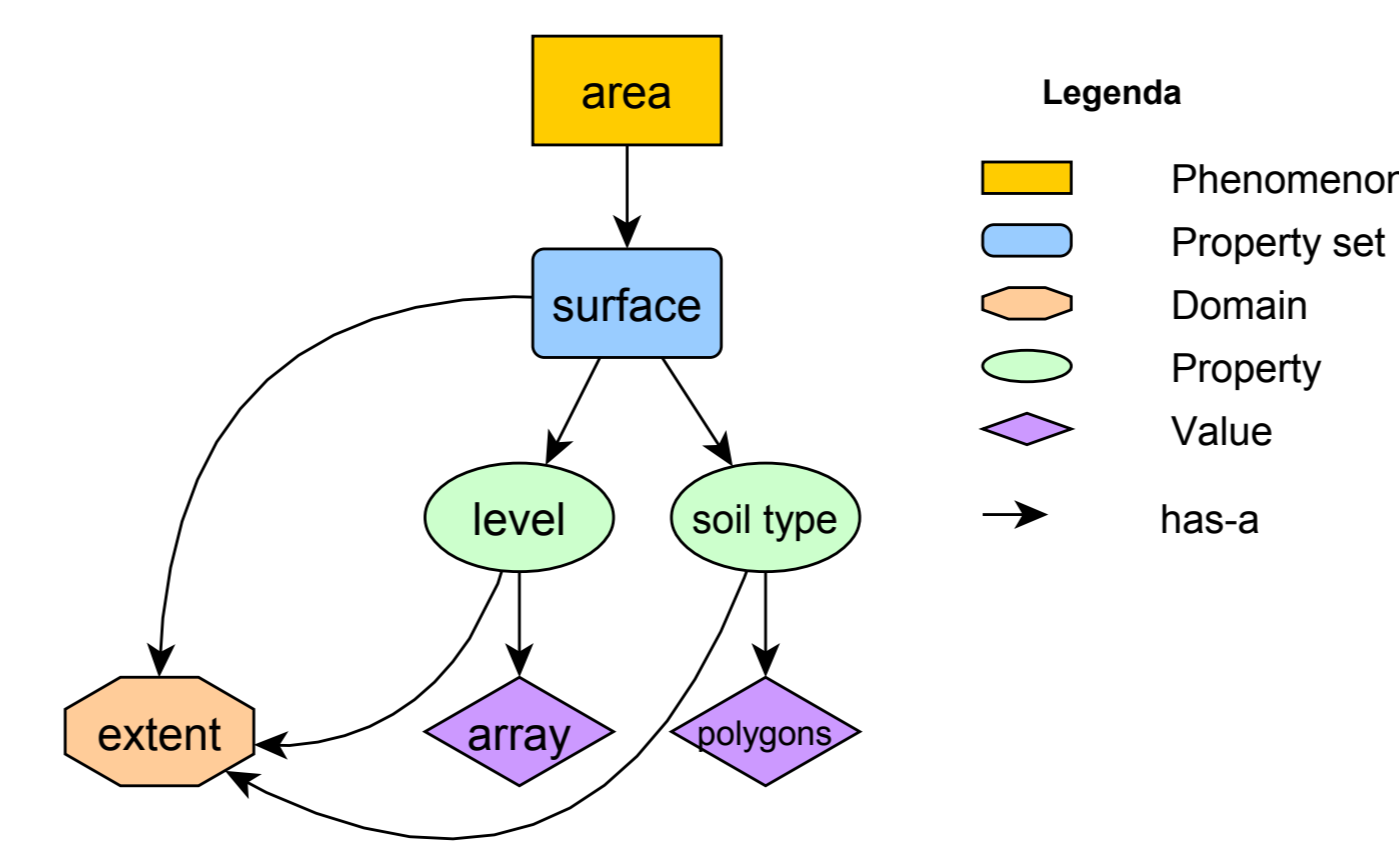 area
surface
level
soil type
extent
array
polygons
Legenda
Phenomenon
Property set
Domain
Property
Value
has-a